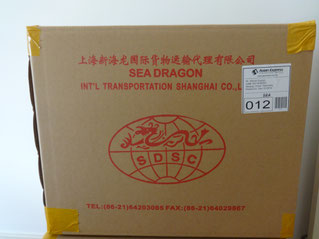 上海新海龙国际货物运输代理有限公司
SEA DRAGON
INT'L TRANSPORTATION SHANGHAI CO.,L
SEA
012
SDSC
TEL:(86-21)64203085 FAX:(86-21)64029907